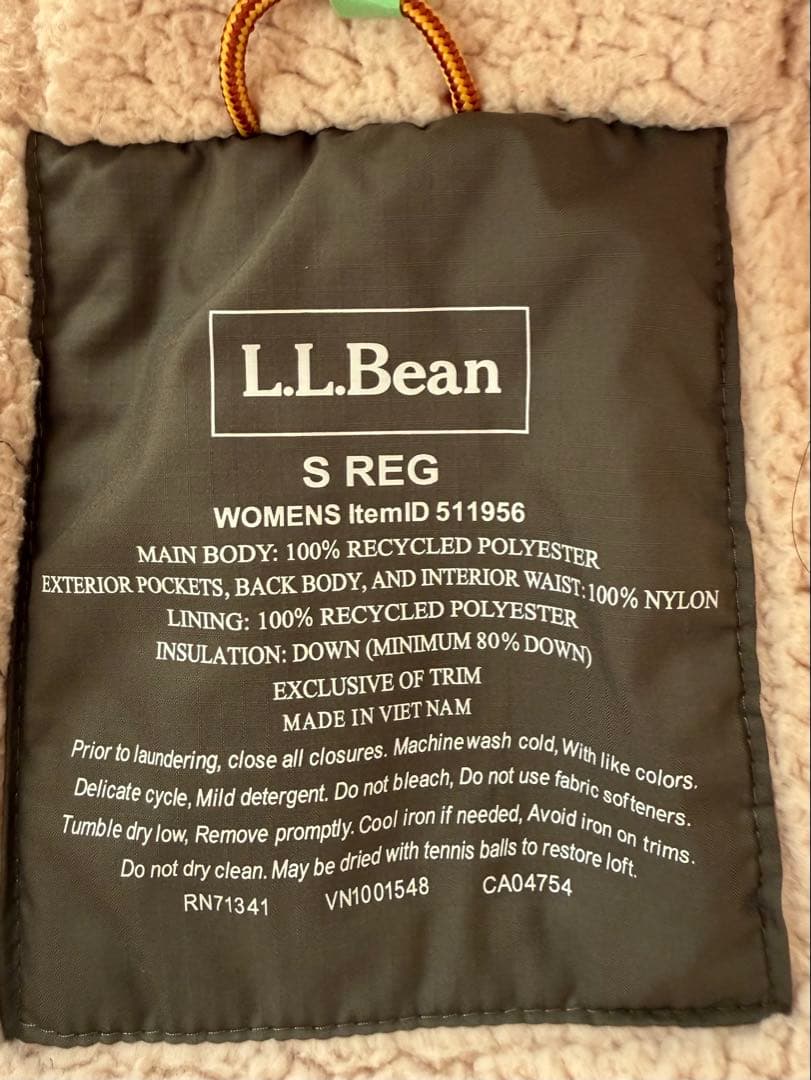 L.L.Bean
S REG
WOMENS ItemID 511956
MAIN BODY: 100% RECYCLED POLYESTER
EXTERIOR POCKETS, BACK BODY, AND INTERIOR WAIST:100% NYLON
LINING: 100% RECYCLED POLYESTER
INSULATION: DOWN (MINIMUM 80% DOWN)
EXCLUSIVE OF TRIM
MADE IN VIET NAM
Prior to laundering, close all closures. Machine wash cold, With like colors.
Delicate cycle, Mild detergent. Do not bleach, Do not use fabric softeners.
Tumble dry low, Remove promptly. Cool iron if needed, Avoid iron on trims.
Do not dry clean. May be dried with tennis balls to restore loft.
RN71341 VN1001548 CA04754